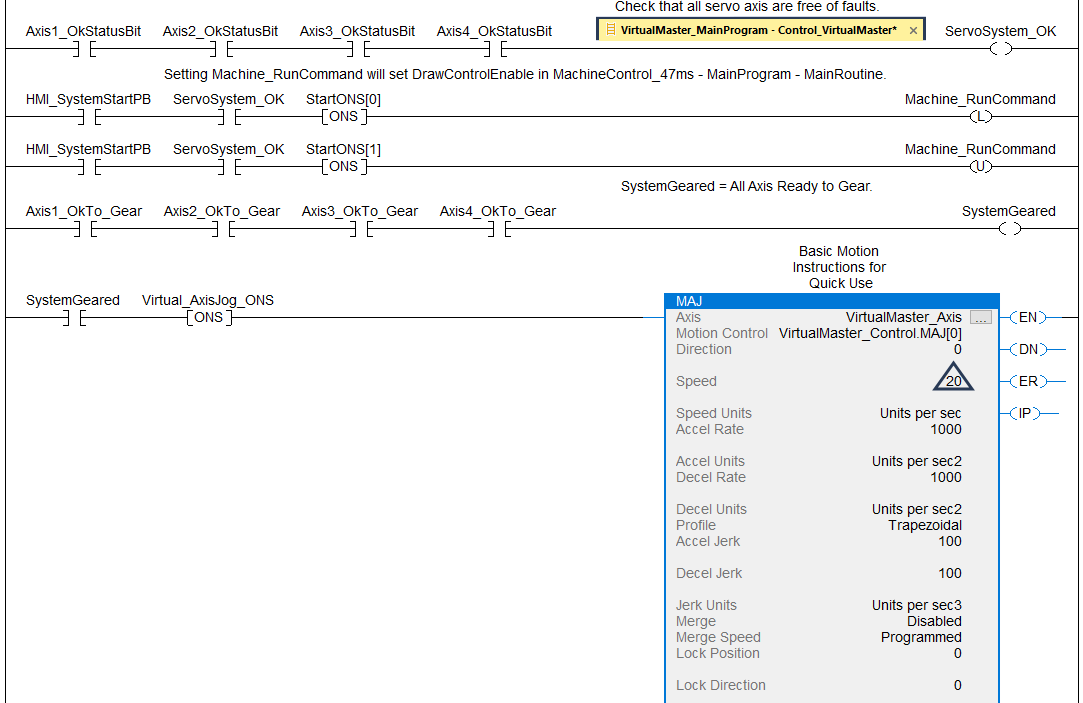 Check that all servo axis are free of faults.
VirtualMaster_MainProgram - Control_VirtualMaster* ×
Axis1_OkStatusBit Axis2_OkStatusBit Axis3_OkStatusBit Axis4_OkStatusBit ServoSystem_OK
Setting Machine_RunCommand will set DrawControlEnable in MachineControl_47ms - MainProgram - MainRoutine.
HMI_SystemStartPB ServoSystem_OK StartONS[0] Machine_RunCommand
ONS L
HMI_SystemStartPB ServoSystem_OK StartONS[1] Machine_RunCommand
ONS U
SystemGeared = All Axis Ready to Gear.
Axis1_OkTo_Gear Axis2_OkTo_Gear Axis3_OkTo_Gear Axis4_OkTo_Gear SystemGeared
Basic Motion
Instructions for
Quick Use
SystemGeared Virtual_AxisJog_ONS
ONS
MAJ
Axis VirtualMaster_Axis ... EN
Motion Control VirtualMaster_Control.MAJ[0]
Direction 0 DN
Speed 20 ER
Speed Units Units per sec IP
Accel Rate 1000
Accel Units Units per sec2
Decel Rate 1000
Decel Units Units per sec2
Profile Trapezoidal
Accel Jerk 100
Decel Jerk 100
Jerk Units Units per sec3
Merge Disabled
Merge Speed Programmed
Lock Position 0
Lock Direction 0